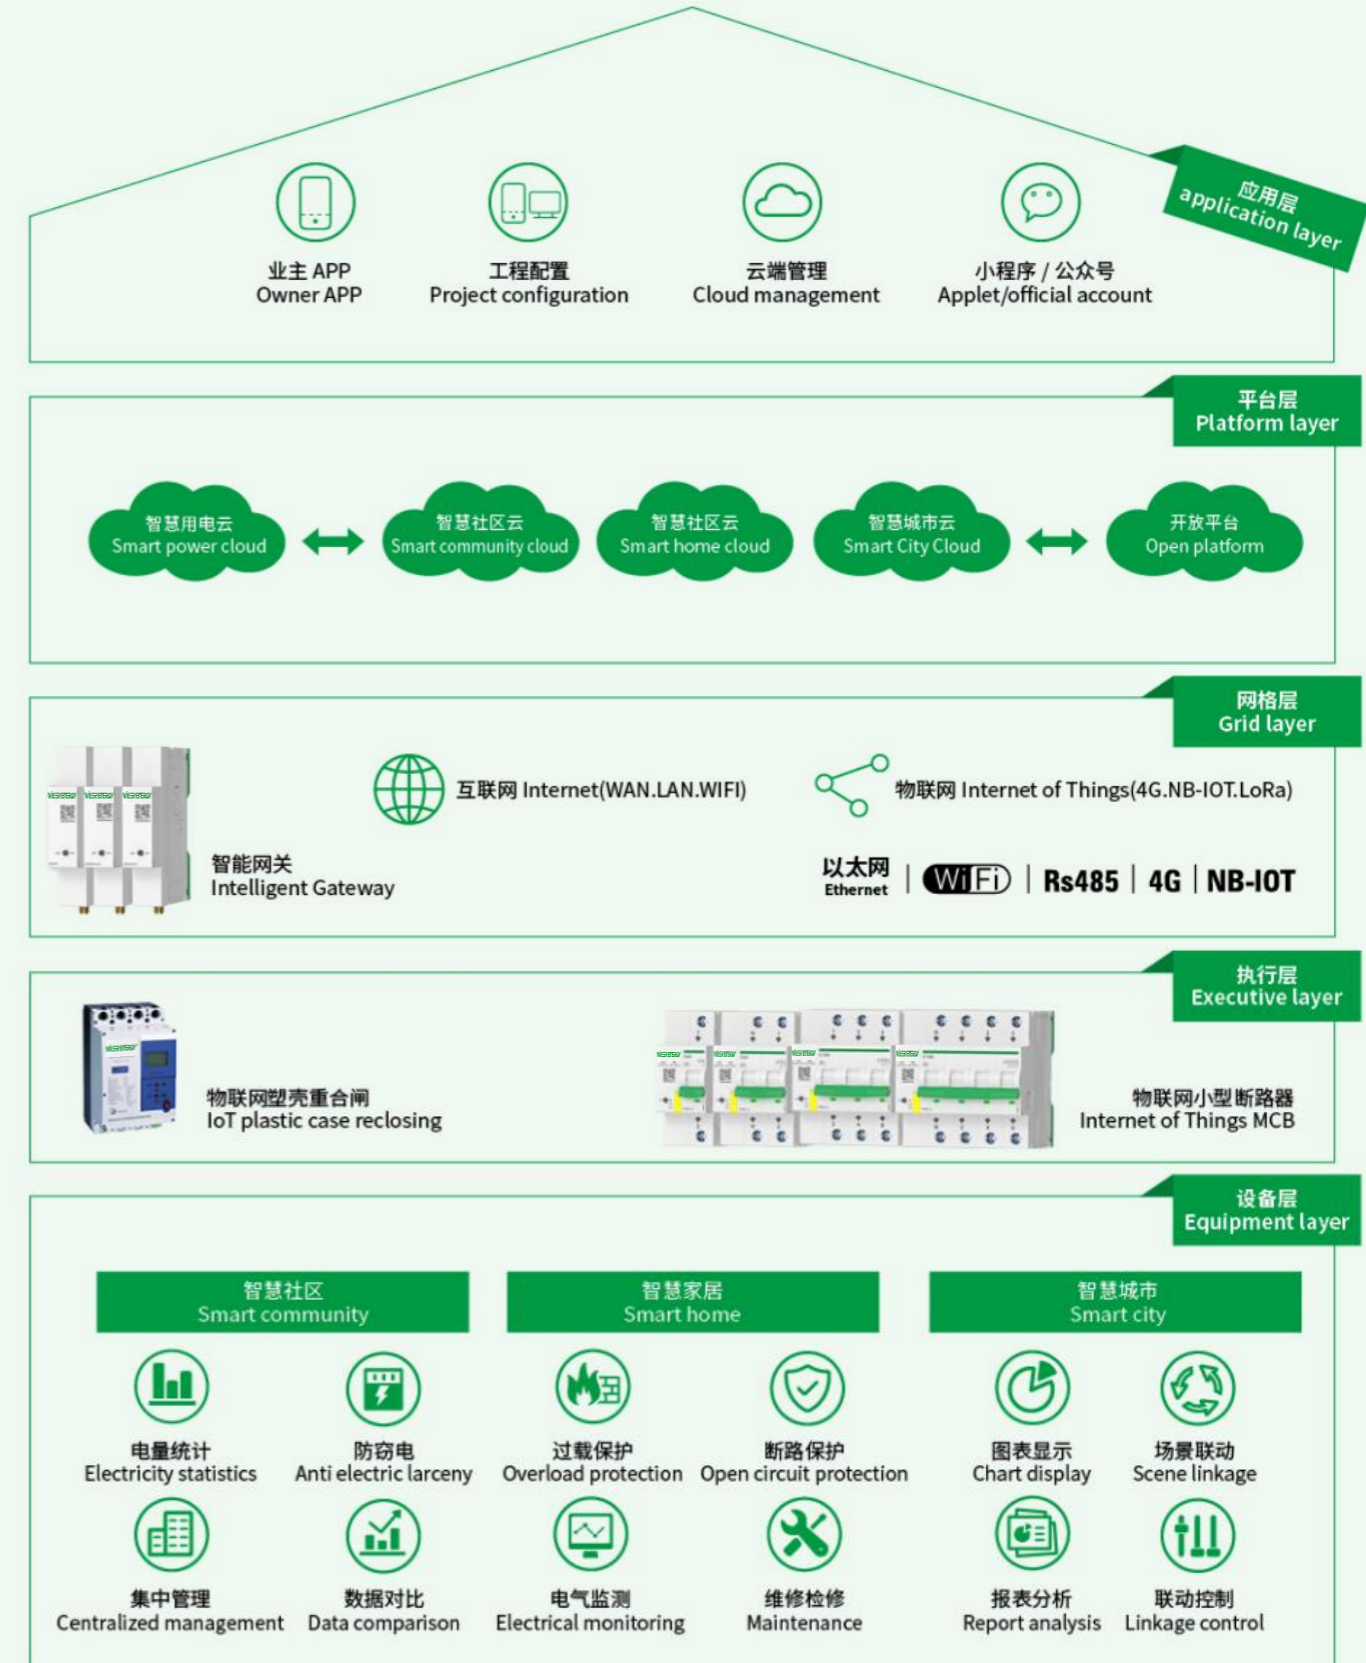 应用层
application layer
业主 APP
Owner APP
工程配置
Project configuration
云端管理
Cloud management
小程序 / 公众号
Applet/official account
平台层
Platform layer
智慧用电云
Smart power cloud
智慧社区云
Smart community cloud
智慧社区云
Smart home cloud
智慧城市云
Smart City Cloud
开放平台
Open platform
网格层
Grid layer
互联网 Internet(WAN.LAN.WIFI)
物联网 Internet of Things(4G.NB-IOT.LoRa)
智能网关
Intelligent Gateway
以太网
Ethernet
WiFi
Rs485
4G
NB-IOT
执行层
Executive layer
物联网塑壳重合闸
IoT plastic case reclosing
物联网小型断路器
Internet of Things MCB
设备层
Equipment layer
智慧社区
Smart community
智慧家居
Smart home
智慧城市
Smart city
电量统计
Electricity statistics
防窃电
Anti electric larceny
过载保护
Overload protection
断路保护
Open circuit protection
图表显示
Chart display
场景联动
Scene linkage
集中管理
Centralized management
数据对比
Data comparison
电气监测
Electrical monitoring
维修检修
Maintenance
报表分析
Report analysis
联动控制
Linkage control